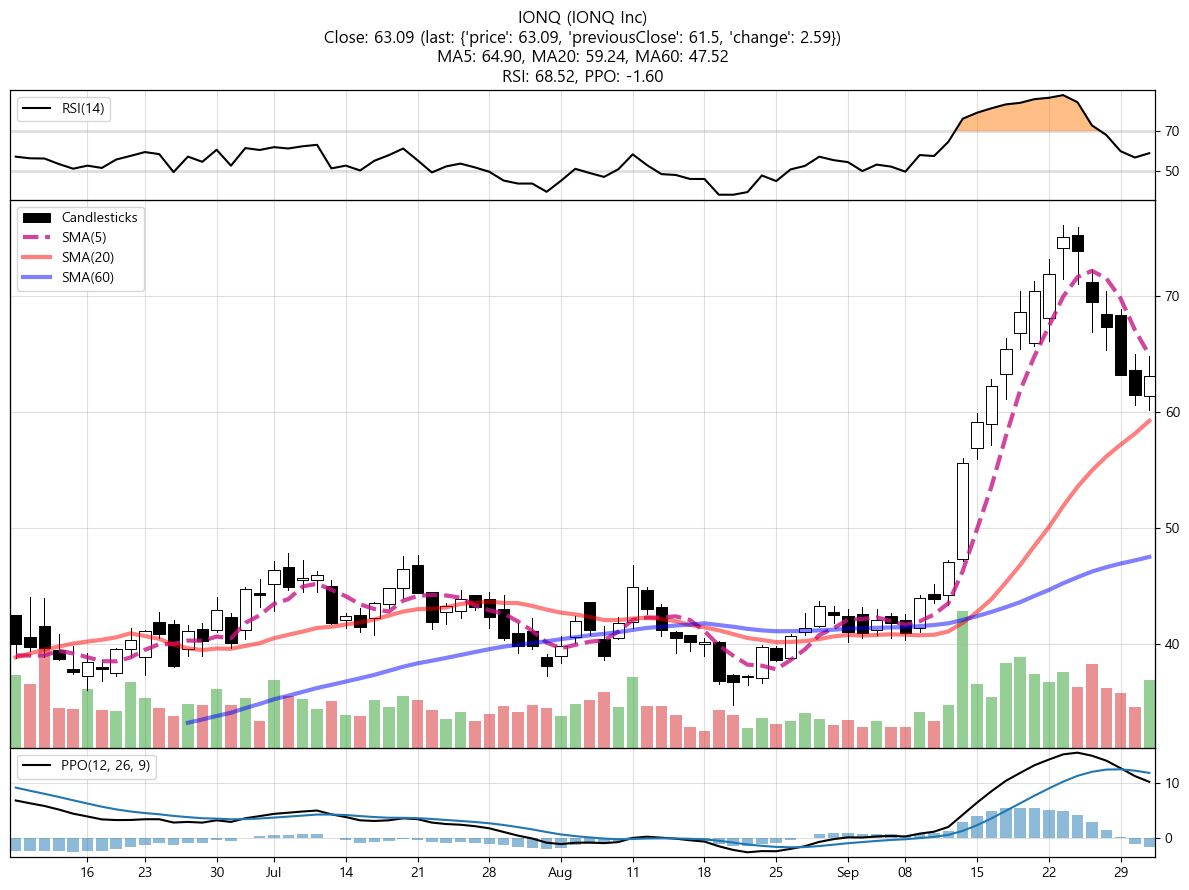 IONQ (IONQ Inc)
Close: 63.09 (last: {'price': 63.09, 'previousClose': 61.5, 'change': 2.59})
MA5: 64.90, MA20: 59.24, MA60: 47.52
RSI: 68.52, PPO: -1.60
RSI(14)
70
50
Candlesticks
SMA(5)
SMA(20)
SMA(60)
70
60
50
40
PPO(12, 26, 9)
10
0
16 23 30 Jul 14 21 28 Aug 11 18 25 Sep 08 15 22 29